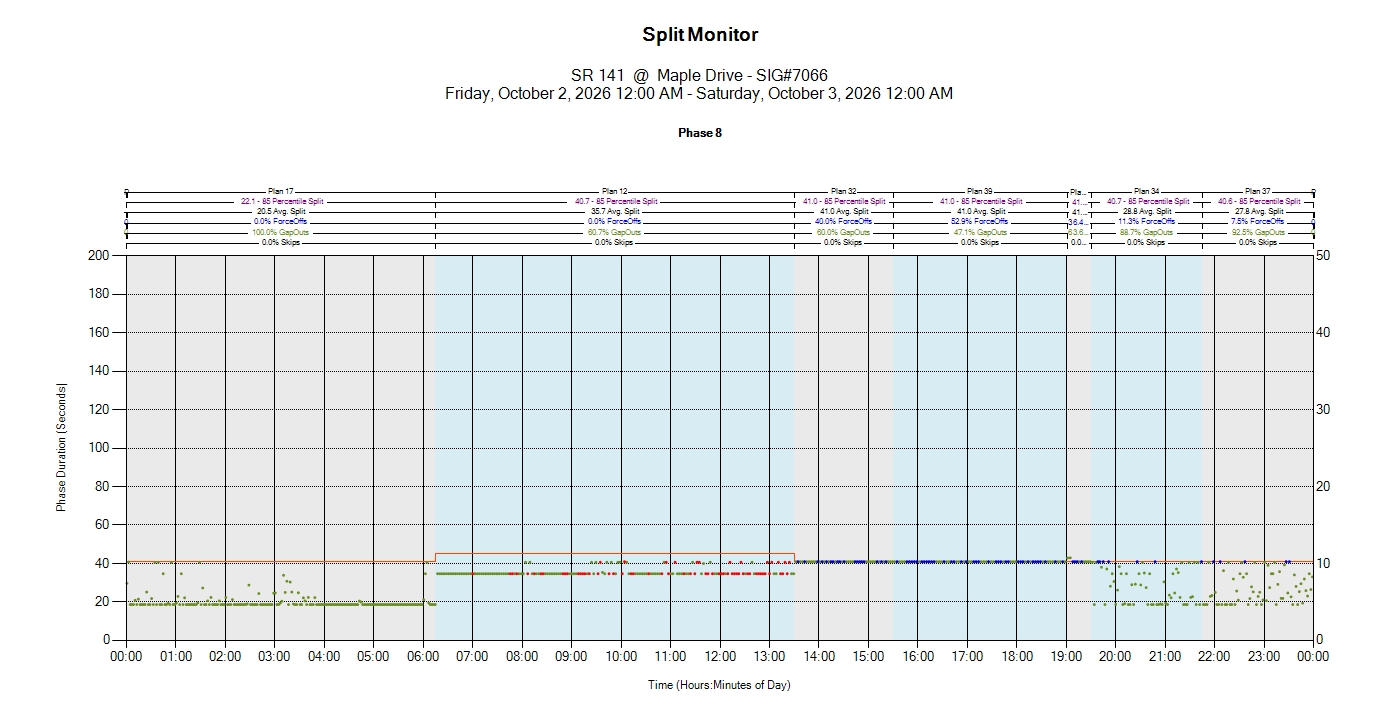 Split Monitor
SR 141 @ Maple Drive - SIG#7066
Friday, October 2, 2026 12:00 AM - Saturday, October 3, 2026 12:00 AM
Phase 8
Plan 17 Plan 12 Plan 32 Plan 39 Pla... Plan 34 Plan 37
22.1 - 85 Percentile Split 40.7 - 85 Percentile Split 41.0 - 85 Percentile Split 41.0 - 85 Percentile Split 41.... 40.7 - 85 Percentile Split 40.6 - 85 Percentile Split
20.5 Avg. Split 35.7 Avg. Split 41.0 Avg. Split 41.0 Avg. Split 41.... 28.8 Avg. Split 27.8 Avg. Split
0.0% ForceOffs 0.0% ForceOffs 40.0% ForceOffs 52.9% ForceOffs 36.4... 11.3% ForceOffs 7.5% ForceOffs
100.0% GapOuts 60.7% GapOuts 60.0% GapOuts 47.1% GapOuts 63.6... 88.7% GapOuts 92.5% GapOuts
0.0% Skips 0.0% Skips 0.0% Skips 0.0% Skips 0.0... 0.0% Skips 0.0% Skips
200 50
180
160 40
140
120 30
100
80 20
60
40 10
20
0 0
Phase Duration (Seconds)
00:00 01:00 02:00 03:00 04:00 05:00 06:00 07:00 08:00 09:00 10:00 11:00 12:00 13:00 14:00 15:00 16:00 17:00 18:00 19:00 20:00 21:00 22:00 23:00 00:00
Time (Hours:Minutes of Day)